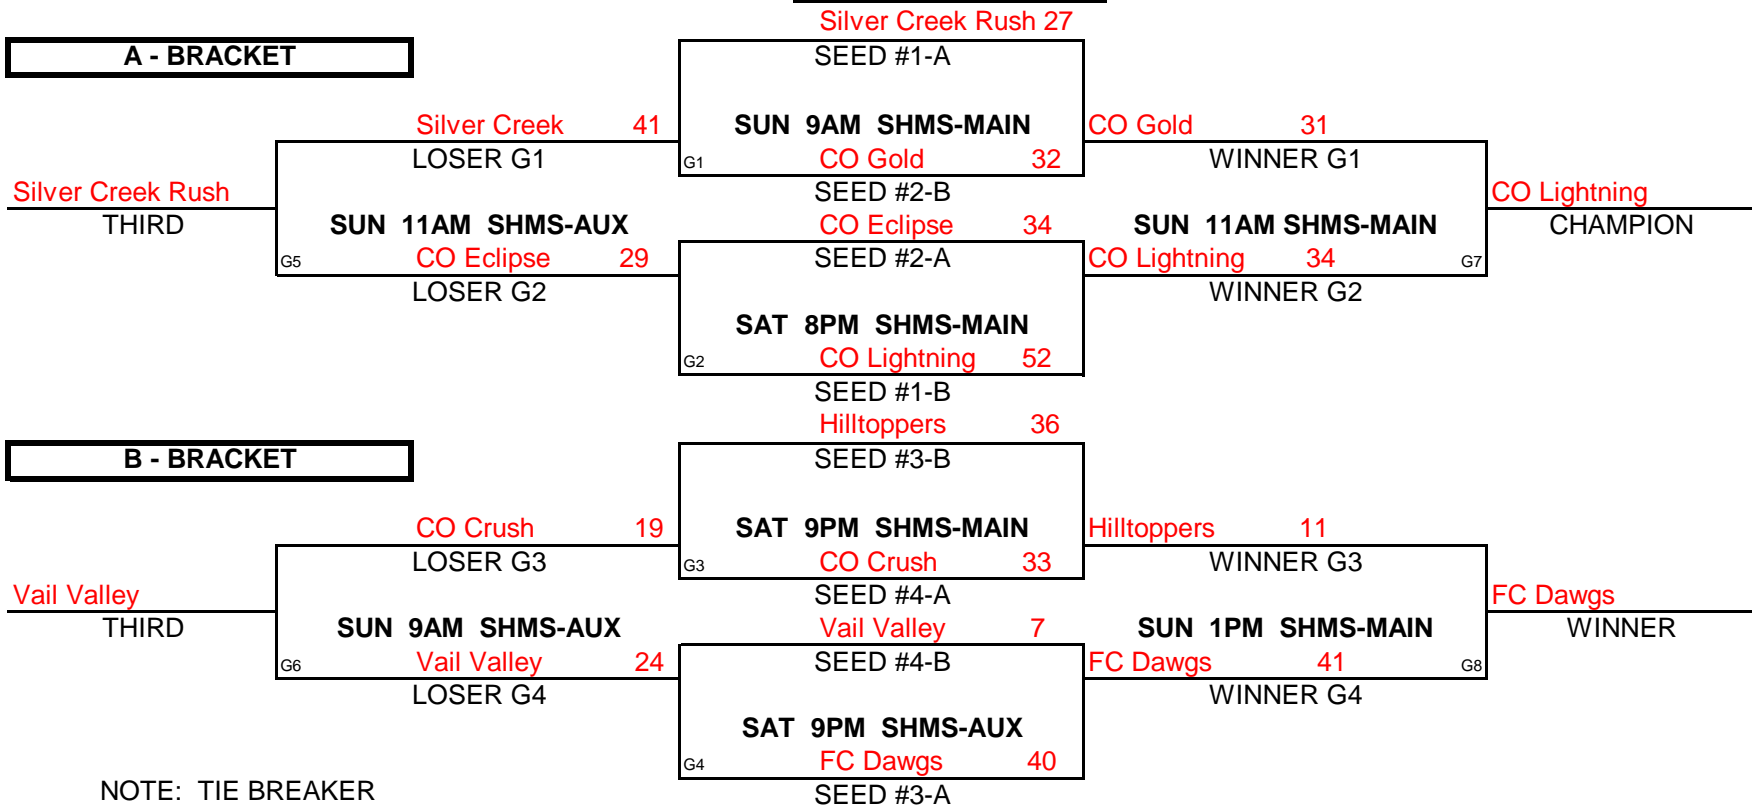 Silver Creek Rush 27
A - BRACKET
SEED #1-A
Silver Creek 41 SUN 9AM SHMS-MAIN CO Gold 31
LOSER G1 G1 CO Gold 32 WINNER G1
Silver Creek Rush SEED #2-B CO Lightning
THIRD SUN 11AM SHMS-AUX CO Eclipse 34 SUN 11AM SHMS-MAIN CHAMPION
G5 CO Eclipse 29 SEED #2-A CO Lightning 34 G7
LOSER G2 WINNER G2
SAT 8PM SHMS-MAIN
G2 CO Lightning 52
SEED #1-B
Hilltoppers 36
B - BRACKET SEED #3-B
CO Crush 19 SAT 9PM SHMS-MAIN Hilltoppers 11
LOSER G3 G3 CO Crush 33 WINNER G3
Vail Valley SEED #4-A FC Dawgs
THIRD SUN 9AM SHMS-AUX Vail Valley 7 SUN 1PM SHMS-MAIN WINNER
G6 Vail Valley 24 SEED #4-B FC Dawgs 41 G8
LOSER G4 WINNER G4
SAT 9PM SHMS-AUX
G4 FC Dawgs 40
NOTE: TIE BREAKER SEED #3-A